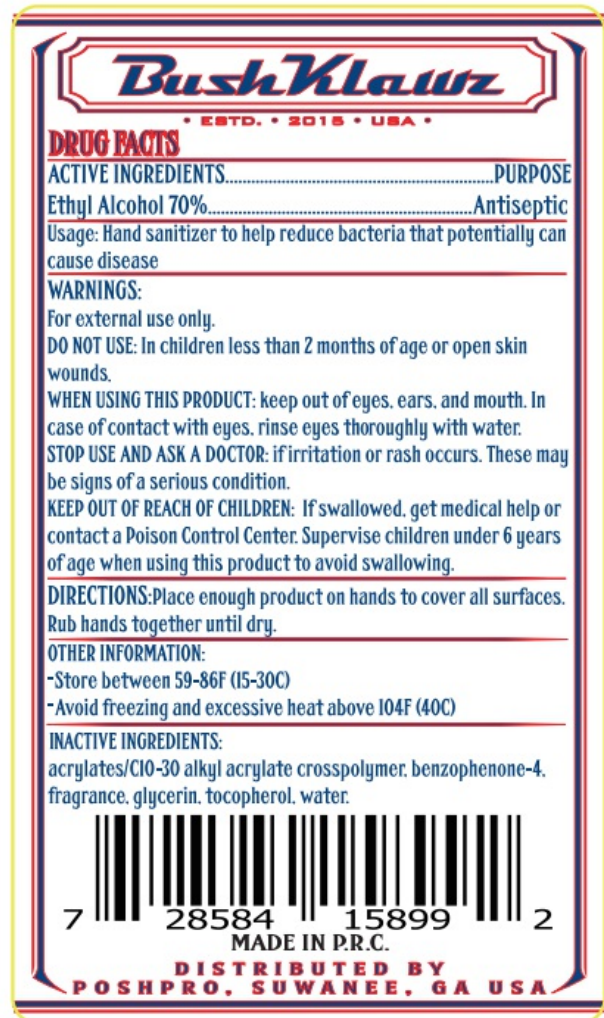 BushKlawz
• ESTD. • 2015 • USA •
DRUG FACTS
ACTIVE INGREDIENTS............................................................................PURPOSE
Ethyl Alcohol 70%...........................................................................Antiseptic
Usage: Hand sanitizer to help reduce bacteria that potentially can
cause disease
WARNINGS:
For external use only.
DO NOT USE: In children less than 2 months of age or open skin
wounds.
WHEN USING THIS PRODUCT: keep out of eyes, ears, and mouth. In
case of contact with eyes, rinse eyes thoroughly with water.
STOP USE AND ASK A DOCTOR: if irritation or rash occurs. These may
be signs of a serious condition.
KEEP OUT OF REACH OF CHILDREN: If swallowed, get medical help or
contact a Poison Control Center. Supervise children under 6 years
of age when using this product to avoid swallowing.
DIRECTIONS:Place enough product on hands to cover all surfaces.
Rub hands together until dry.
OTHER INFORMATION:
-Store between 59-86F (15-30C)
-Avoid freezing and excessive heat above 104F (40C)
INACTIVE INGREDIENTS:
acrylates/C10-30 alkyl acrylate crosspolymer, benzophenone-4,
fragrance, glycerin, tocopherol, water.
7 28584 15899 2
MADE IN P.R.C.
DISTRIBUTED BY
POSHPRO, SUWANEE, GA USA